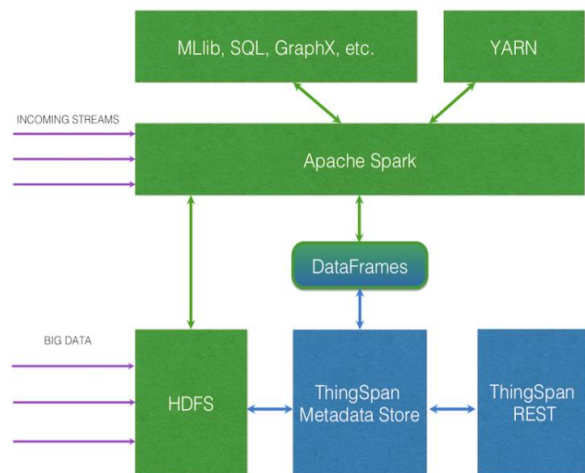 MLlib, SQL, GraphX, etc.
YARN
INCOMING STREAMS
Apache Spark
DataFrames
BIG DATA
HDFS
ThingSpan
Metadata Store
ThingSpan
REST